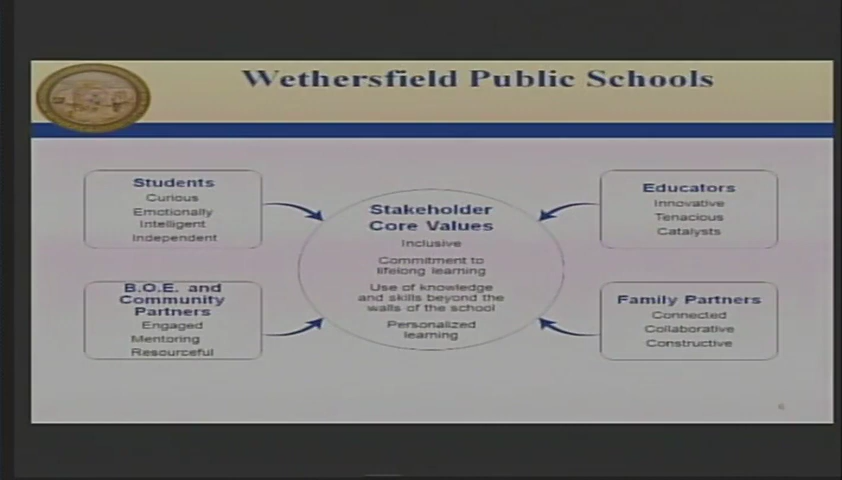 Wethersfield Public Schools
Students
Curious
Emotionally
Intelligent
Independent
B.O.E. and
Community
Partners
Engaged
Mentoring
Resourceful
Stakeholder
Core Values
Inclusive
Commitment to
lifelong learning
Use of knowledge
and skills beyond the
walls of the school
Personalized
learning
Educators
Innovative
Tenacious
Catalysts
Family Partners
Connected
Collaborative
Constructive